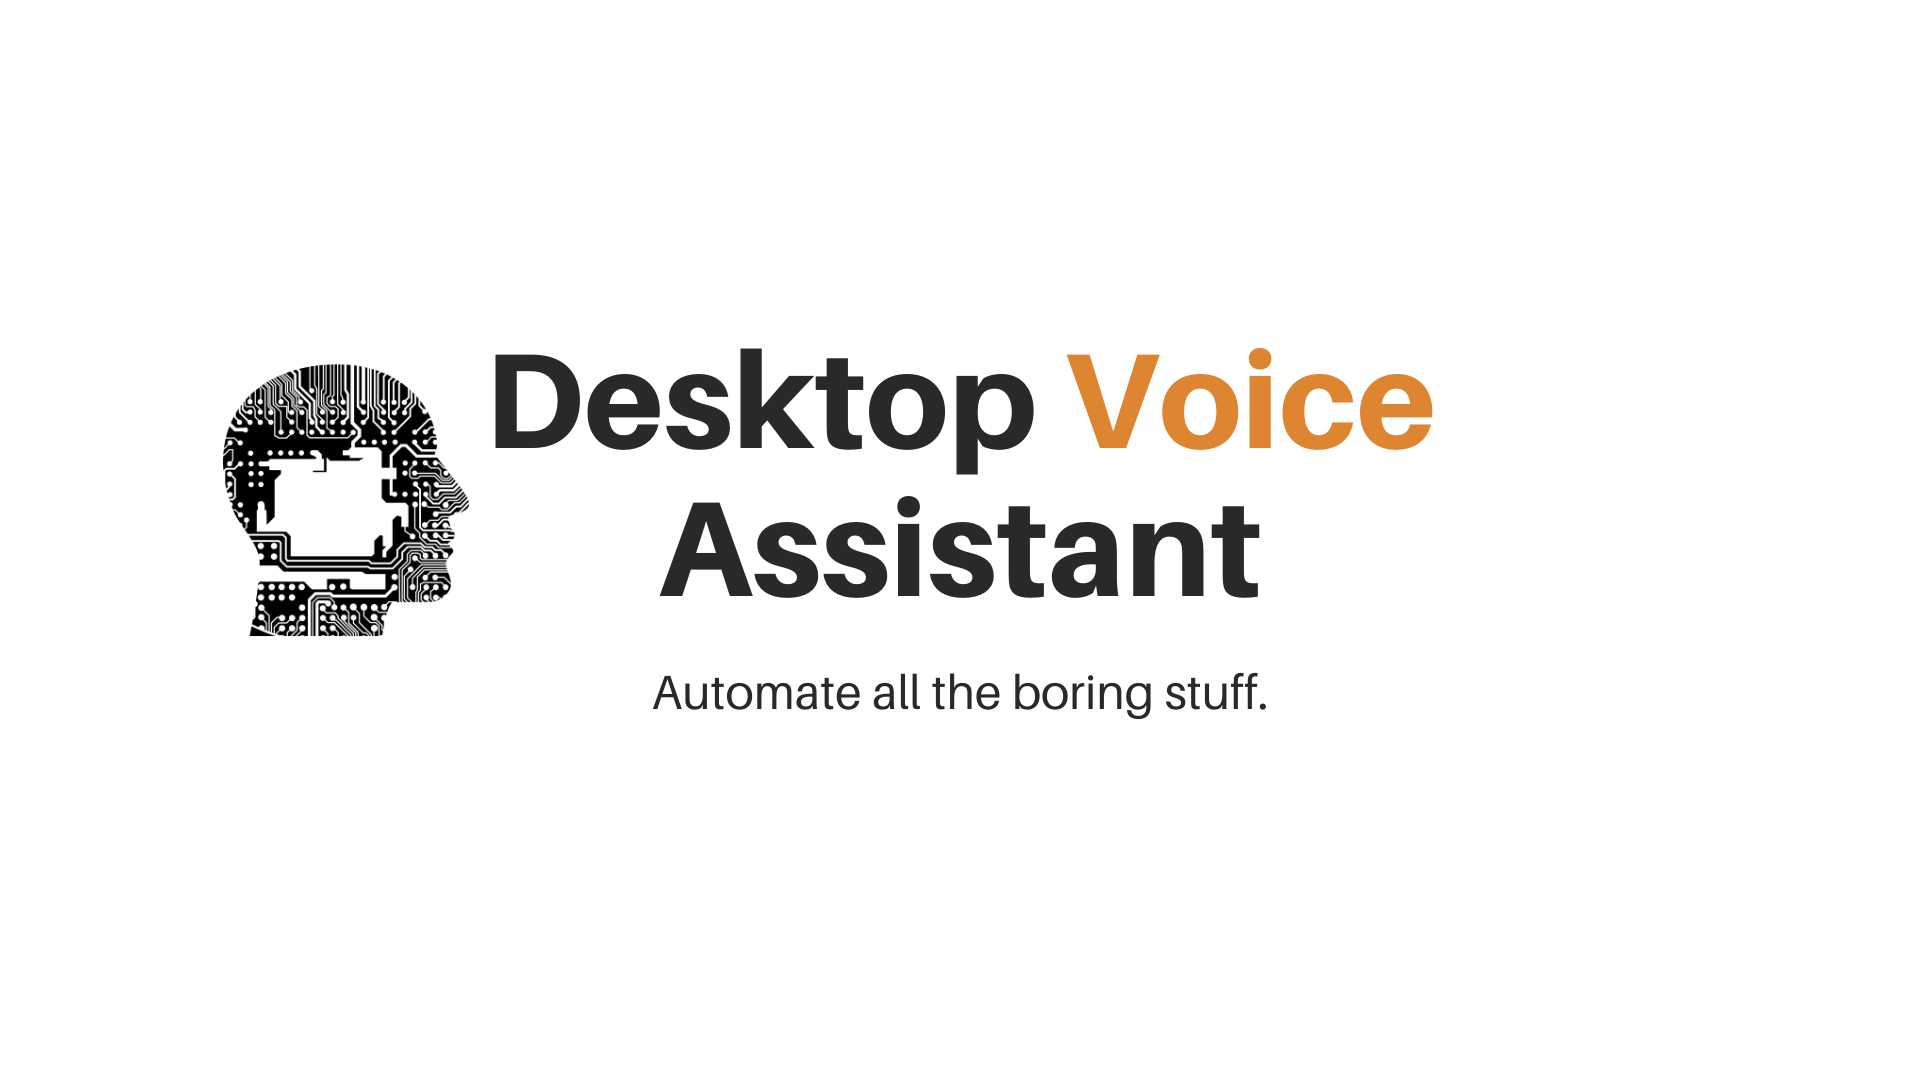 Desktop Voice
Assistant
Automate all the boring stuff.